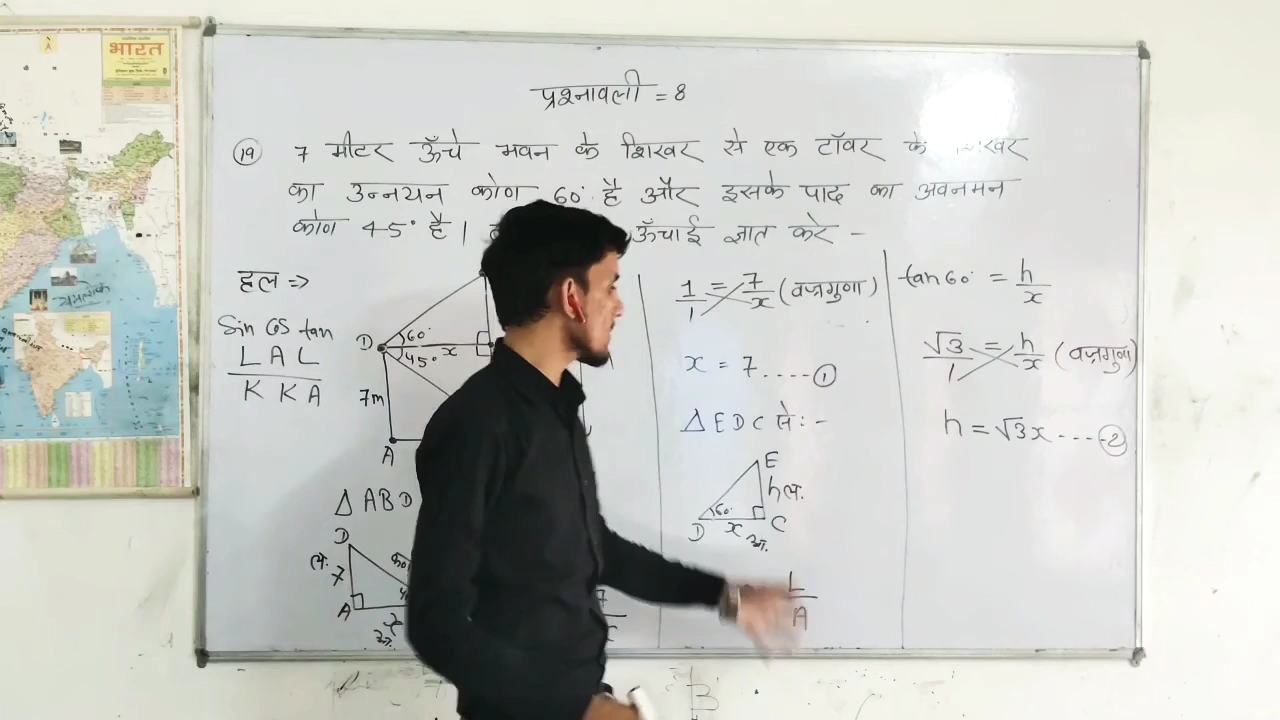 भारत
प्रश्नावली = 8
(19) 7 मीटर ऊँचे भवन के शिखर से एक टॉवर के
का उन्नयन कोण 60° है और इसके पाद का अवनमन
कोण 45° है। ऊँचाई ज्ञात करे -
हल ⇒
Sin Cos tan
L A L
K K A
D 60° 45° x
7m
A
△ ABD
D
ल. 7
A
अ.
1/1 = 7/x (वज्रगुणा)
x = 7 ..... (1)
△ EDC से :-
E
h ल.
D 60° x C
अ.
L/A
tan 60° = h/x
√3/1 = h/x (वज्रगुणा)
h = √3x ---- (2)